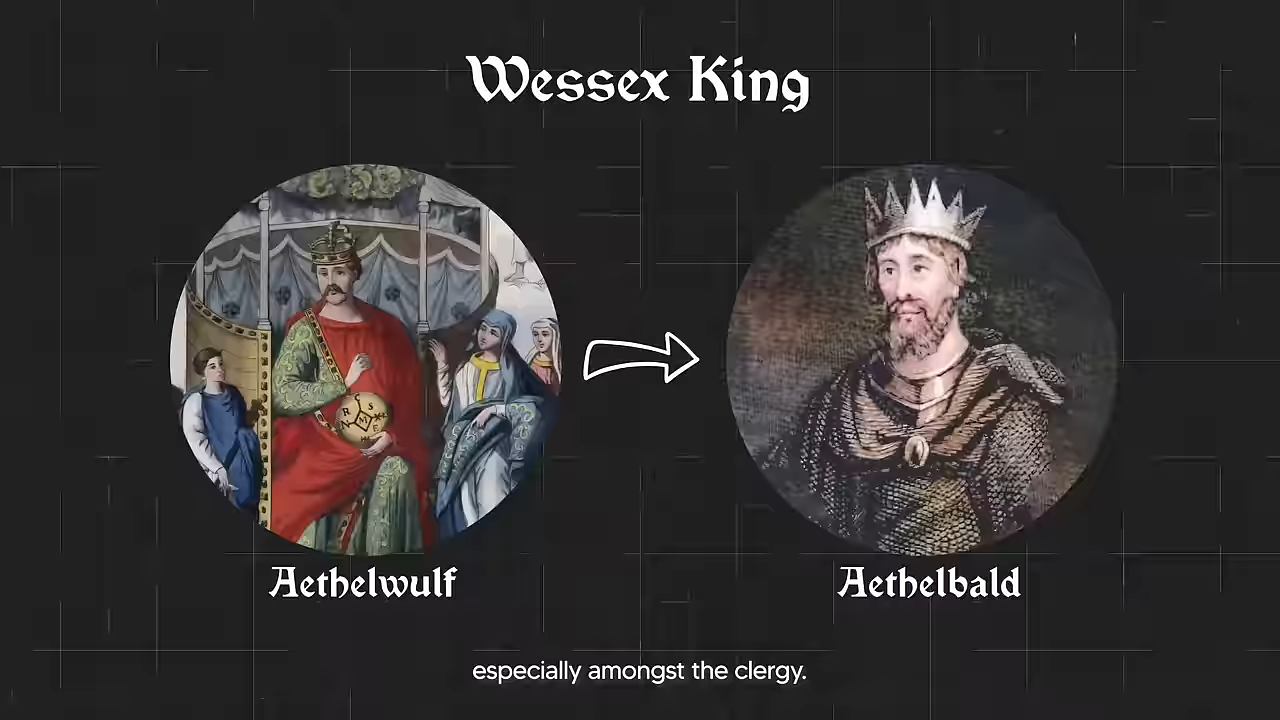 Wessex King
Aethelwulf
Aethelbald
especially amongst the clergy.